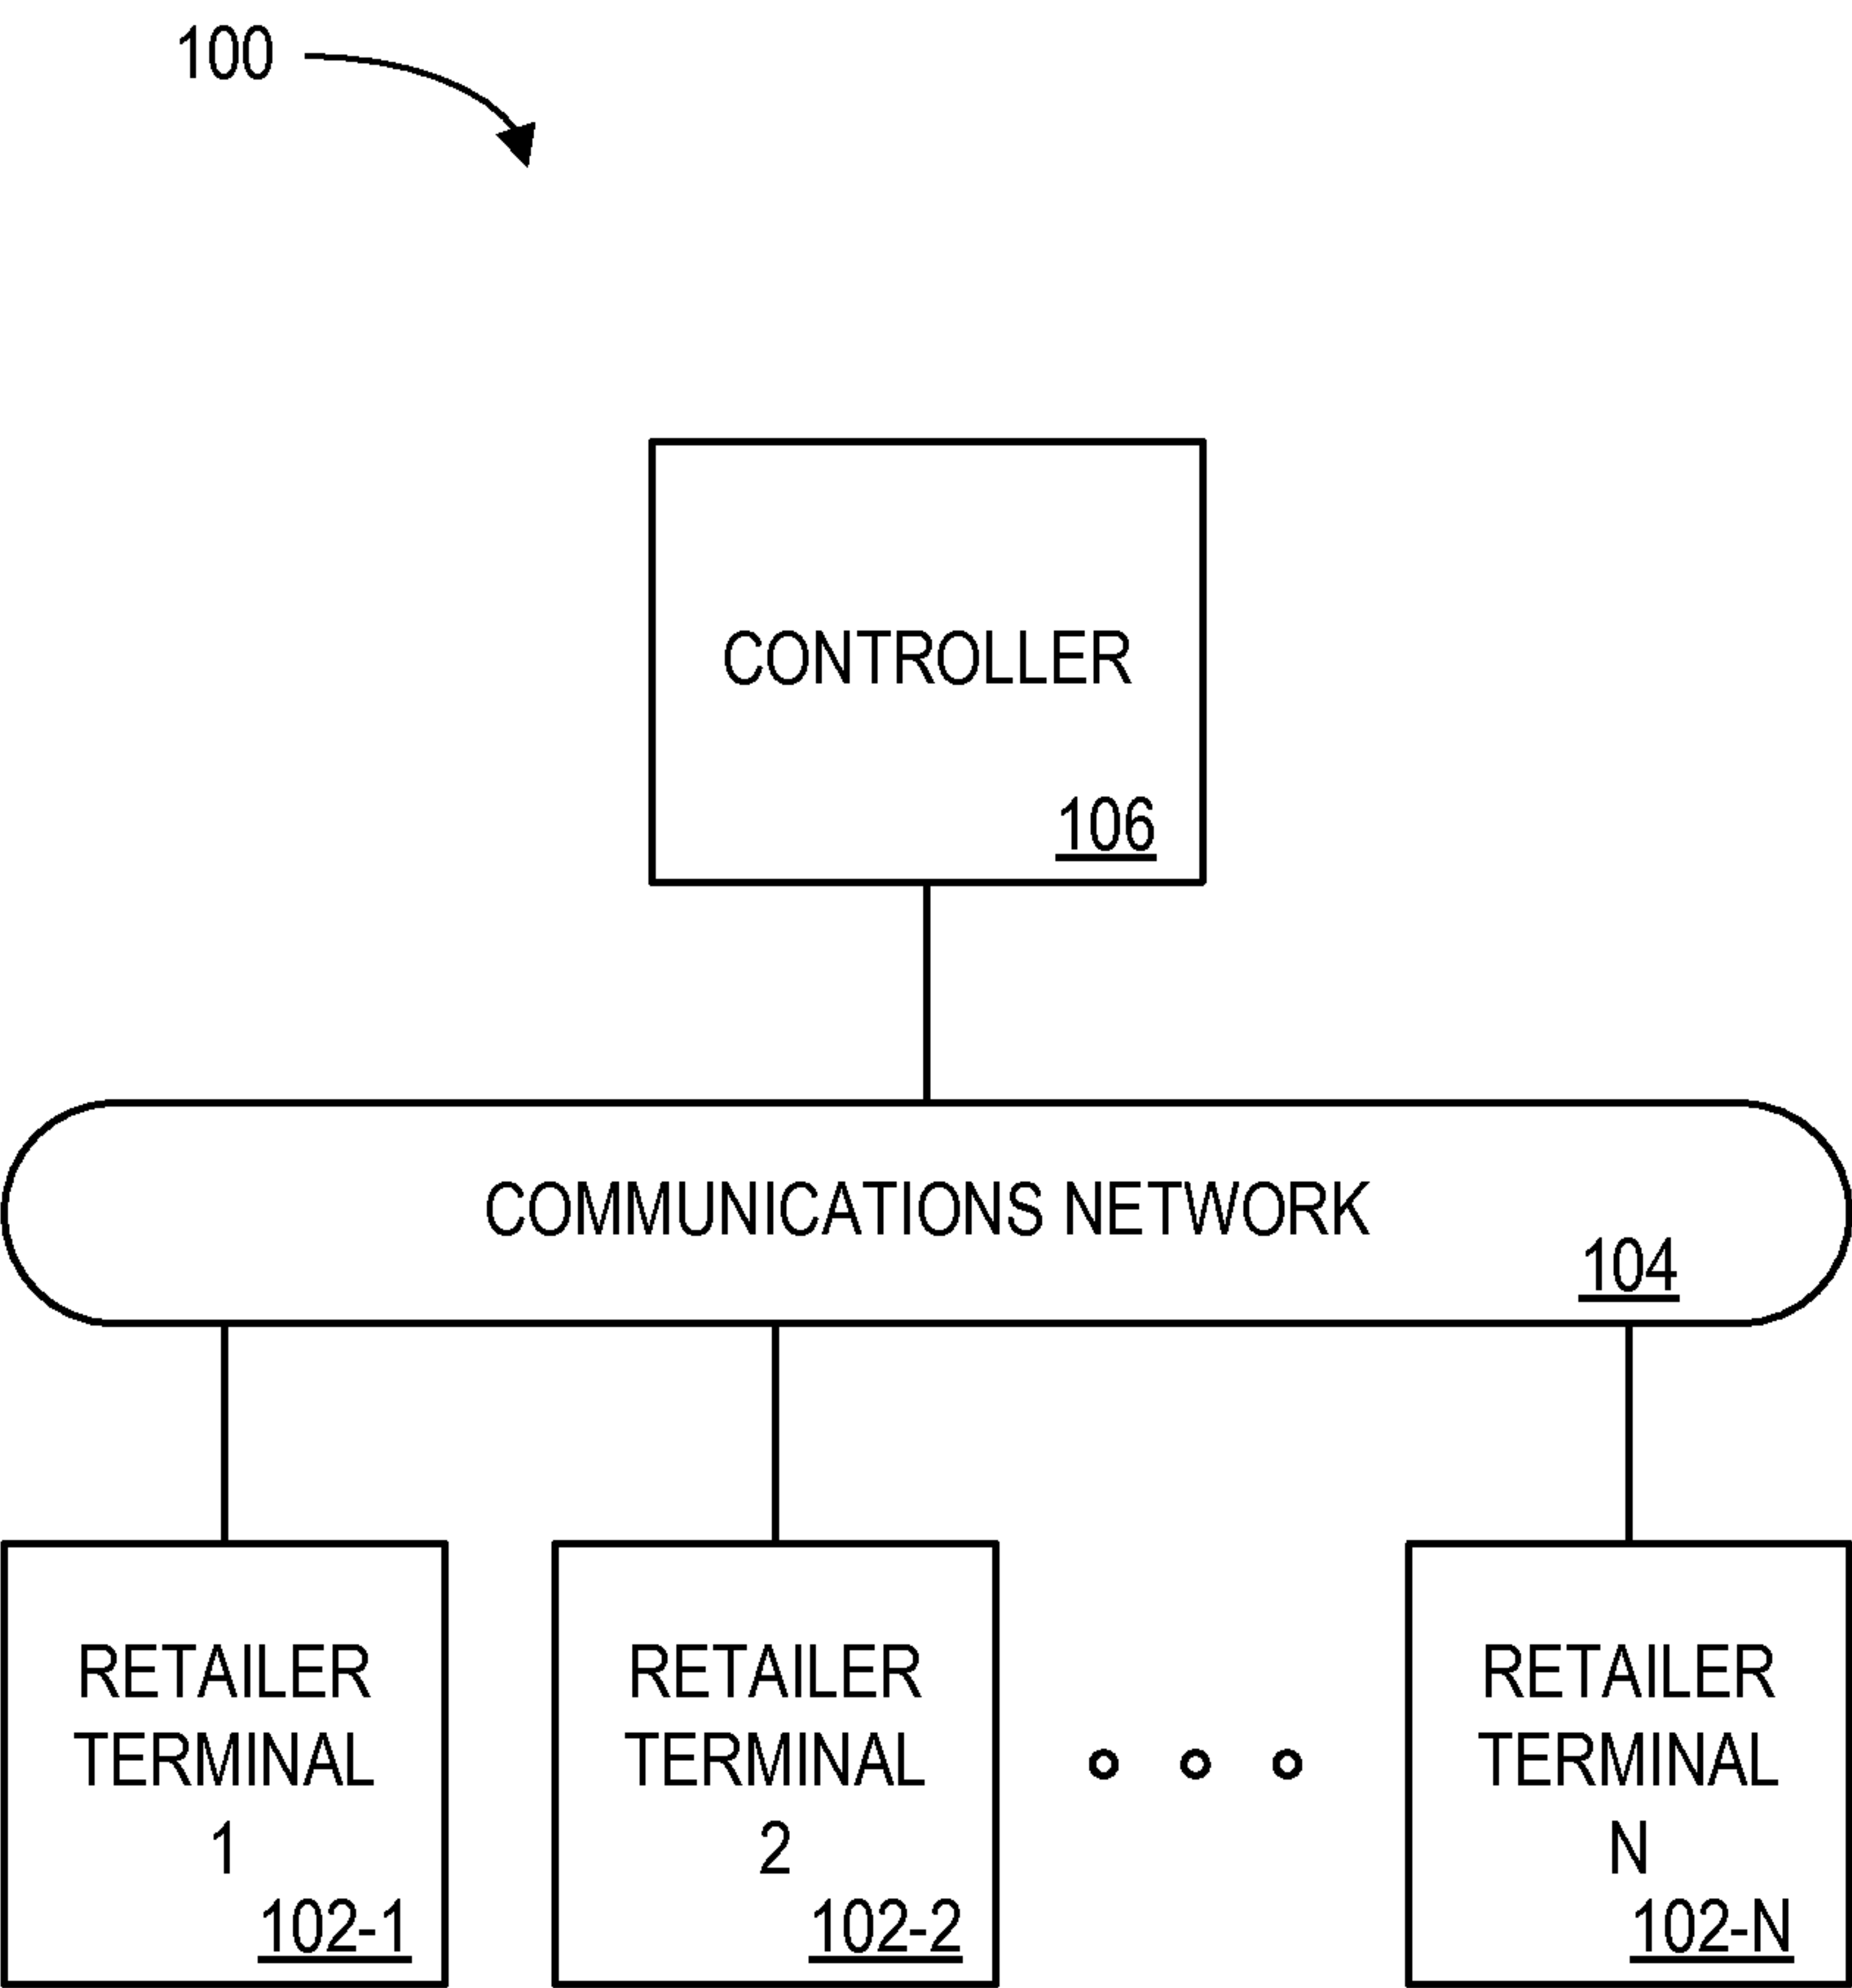 100
CONTROLLER
106
COMMUNICATIONS NETWORK
104
RETAILER
TERMINAL
1
102-1
RETAILER
TERMINAL
2
102-2
RETAILER
TERMINAL
N
102-N